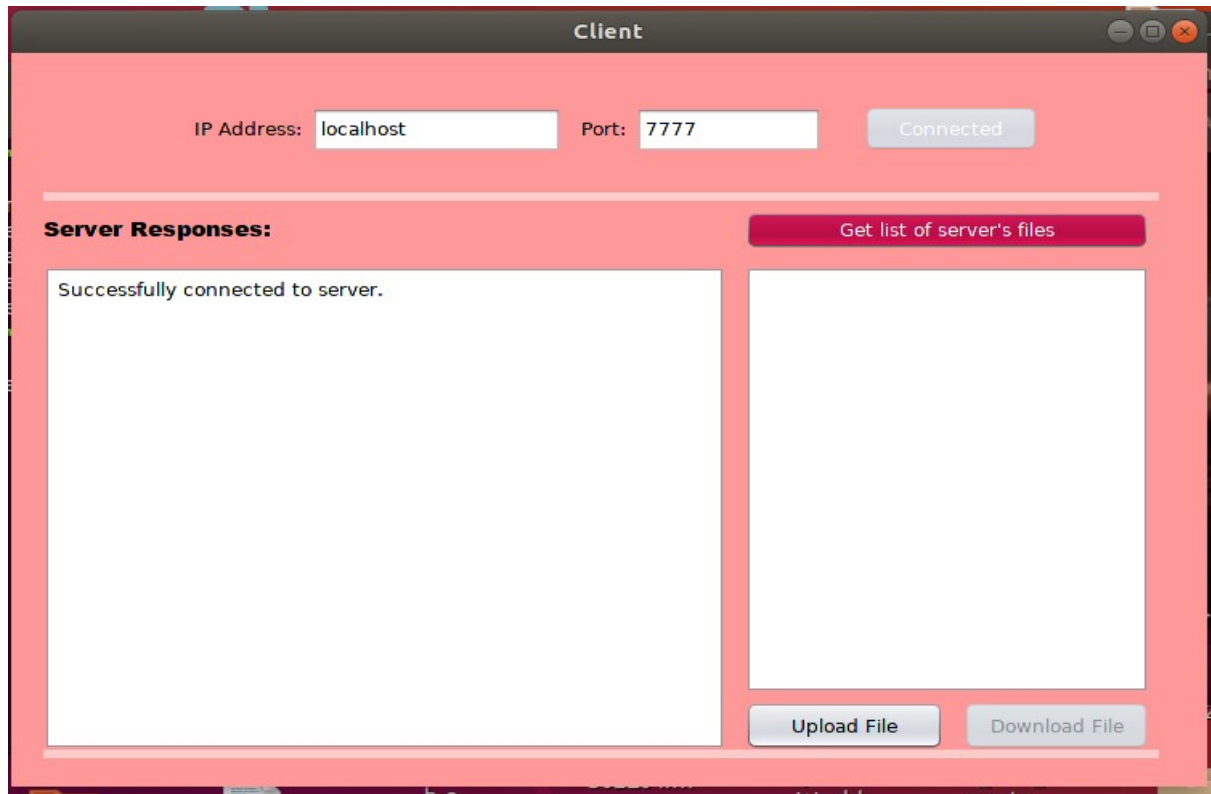 Client
IP Address: localhost Port: 7777 Connected
Server Responses: Get list of server's files
Successfully connected to server.
Upload File Download File